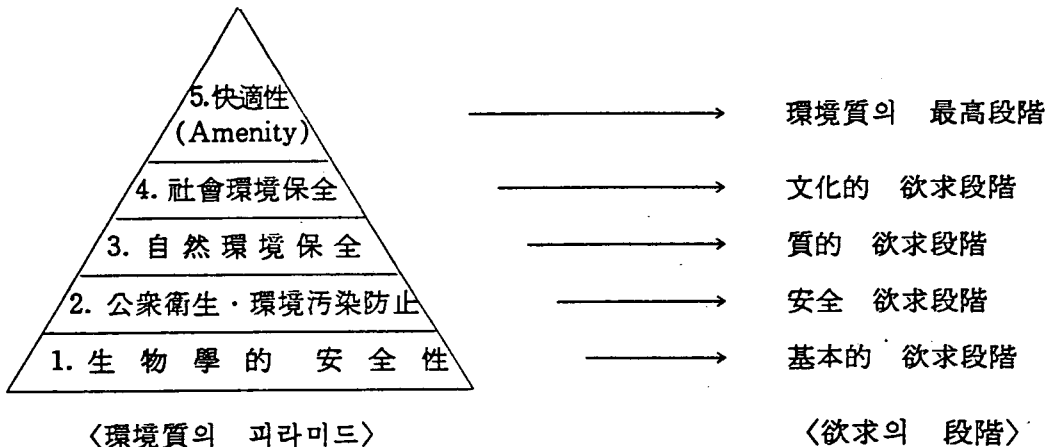 5.快適性
(Amenity)
環境質의 最高段階
4. 社會環境保全
文化的 欲求段階
3. 自然環境保全
質的 欲求段階
2. 公衆衛生·環境汚染防止
安全 欲求段階
1. 生物學的 安全性
基本的 欲求段階
〈環境質의 피라미드〉
〈欲求의 段階〉